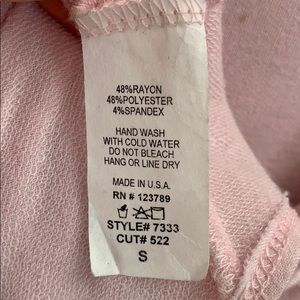 48%RAYON
48%POLYESTER
4%SPANDEX
HAND WASH
WITH COLD WATER
DO NOT BLEACH
HANG OR LINE DRY
MADE IN U.S.A.
RN # 123789
STYLE# 7333
CUT# 522
S